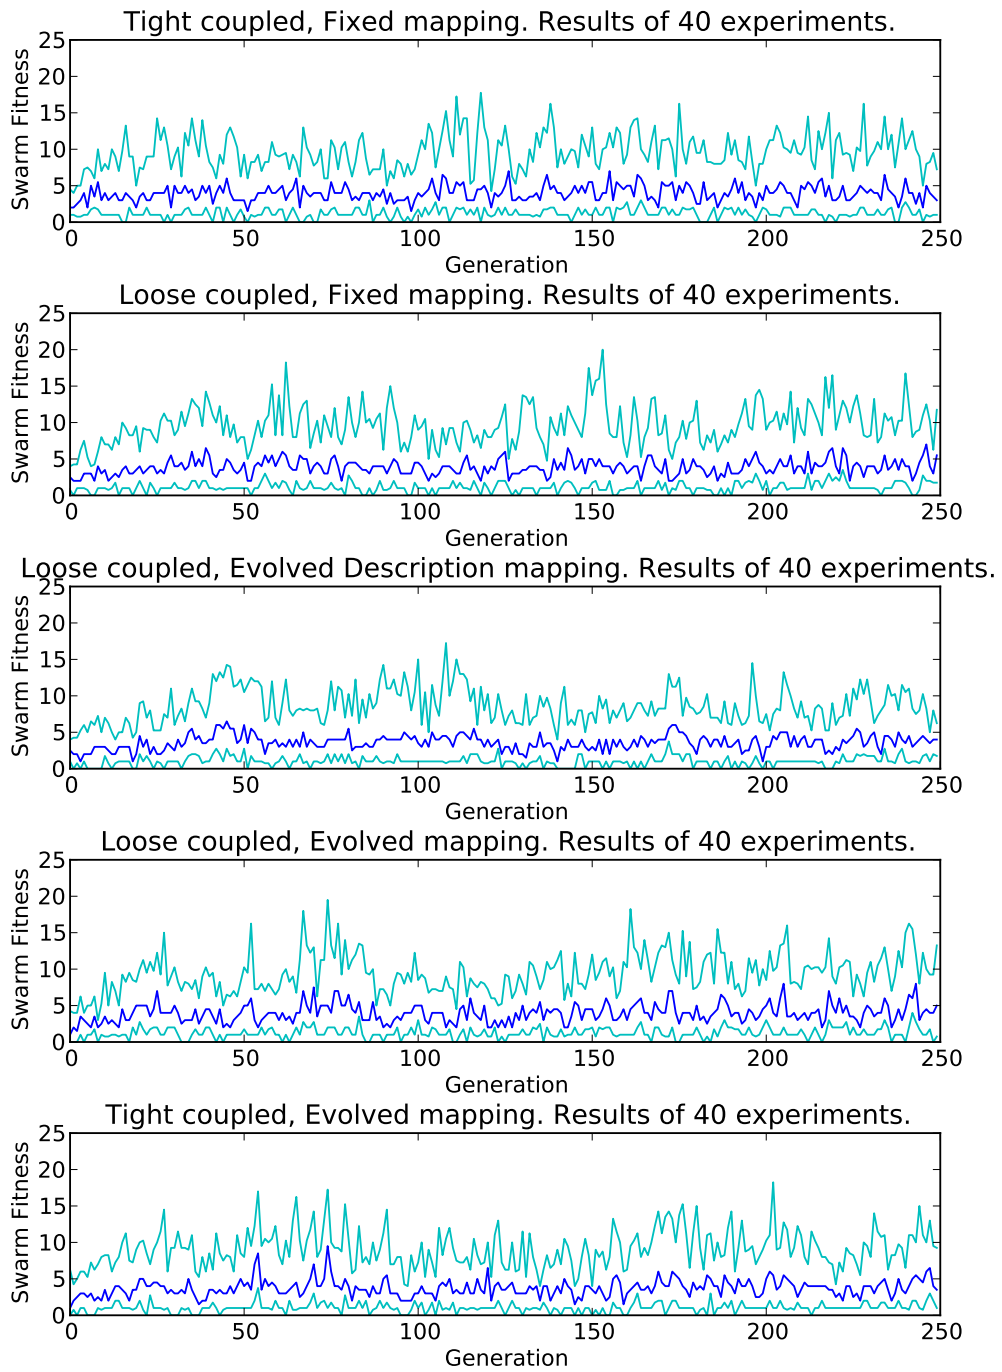 Tight coupled, Fixed mapping. Results of 40 experiments.
25
20
15
10
5
0
Swarm Fitness
0 50 100 150 200 250
Generation
Loose coupled, Fixed mapping. Results of 40 experiments.
25
20
15
10
5
0
Swarm Fitness
0 50 100 150 200 250
Generation
Loose coupled, Evolved Description mapping. Results of 40 experiments.
25
20
15
10
5
0
Swarm Fitness
0 50 100 150 200 250
Generation
Loose coupled, Evolved mapping. Results of 40 experiments.
25
20
15
10
5
0
Swarm Fitness
0 50 100 150 200 250
Generation
Tight coupled, Evolved mapping. Results of 40 experiments.
25
20
15
10
5
0
Swarm Fitness
0 50 100 150 200 250
Generation